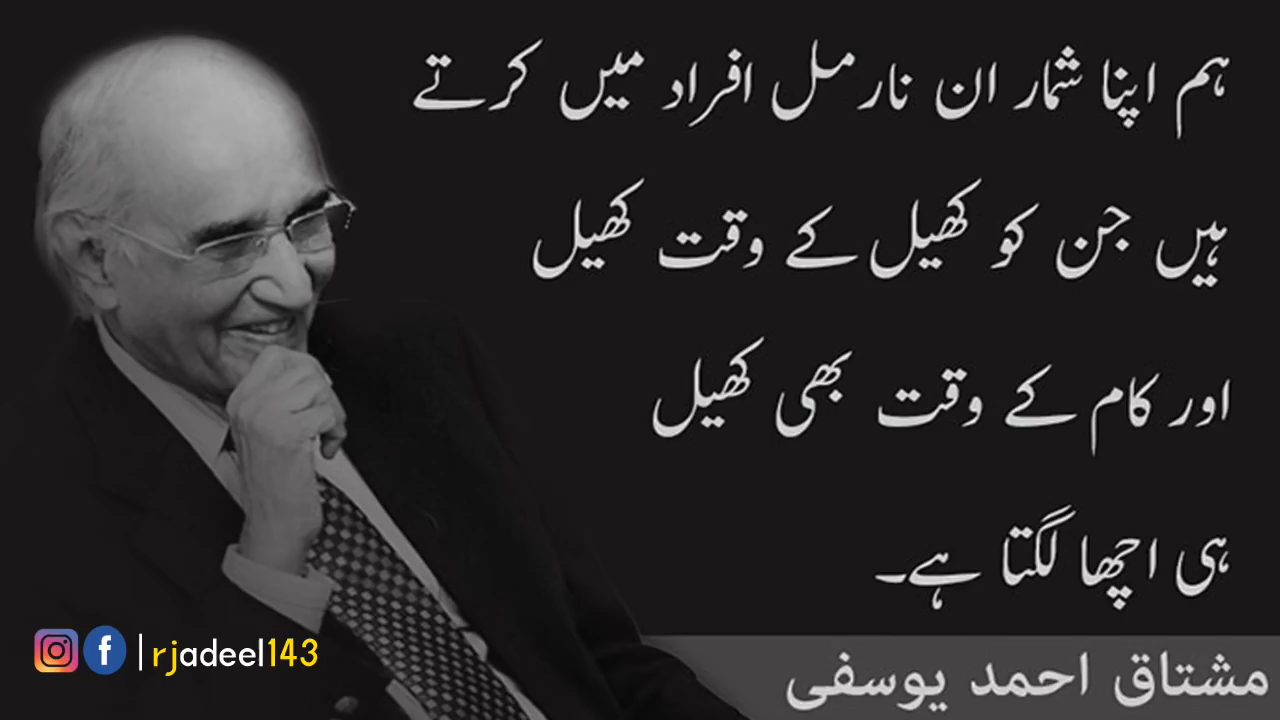 ہم اپنا شمار ان نارمل افراد میں کرتے
ہیں جن کو کھیل کے وقت کھیل
اور کام کے وقت بھی کھیل
ہی اچھا لگتا ہے۔
مشتاق احمد یوسفی
|rjadeel143